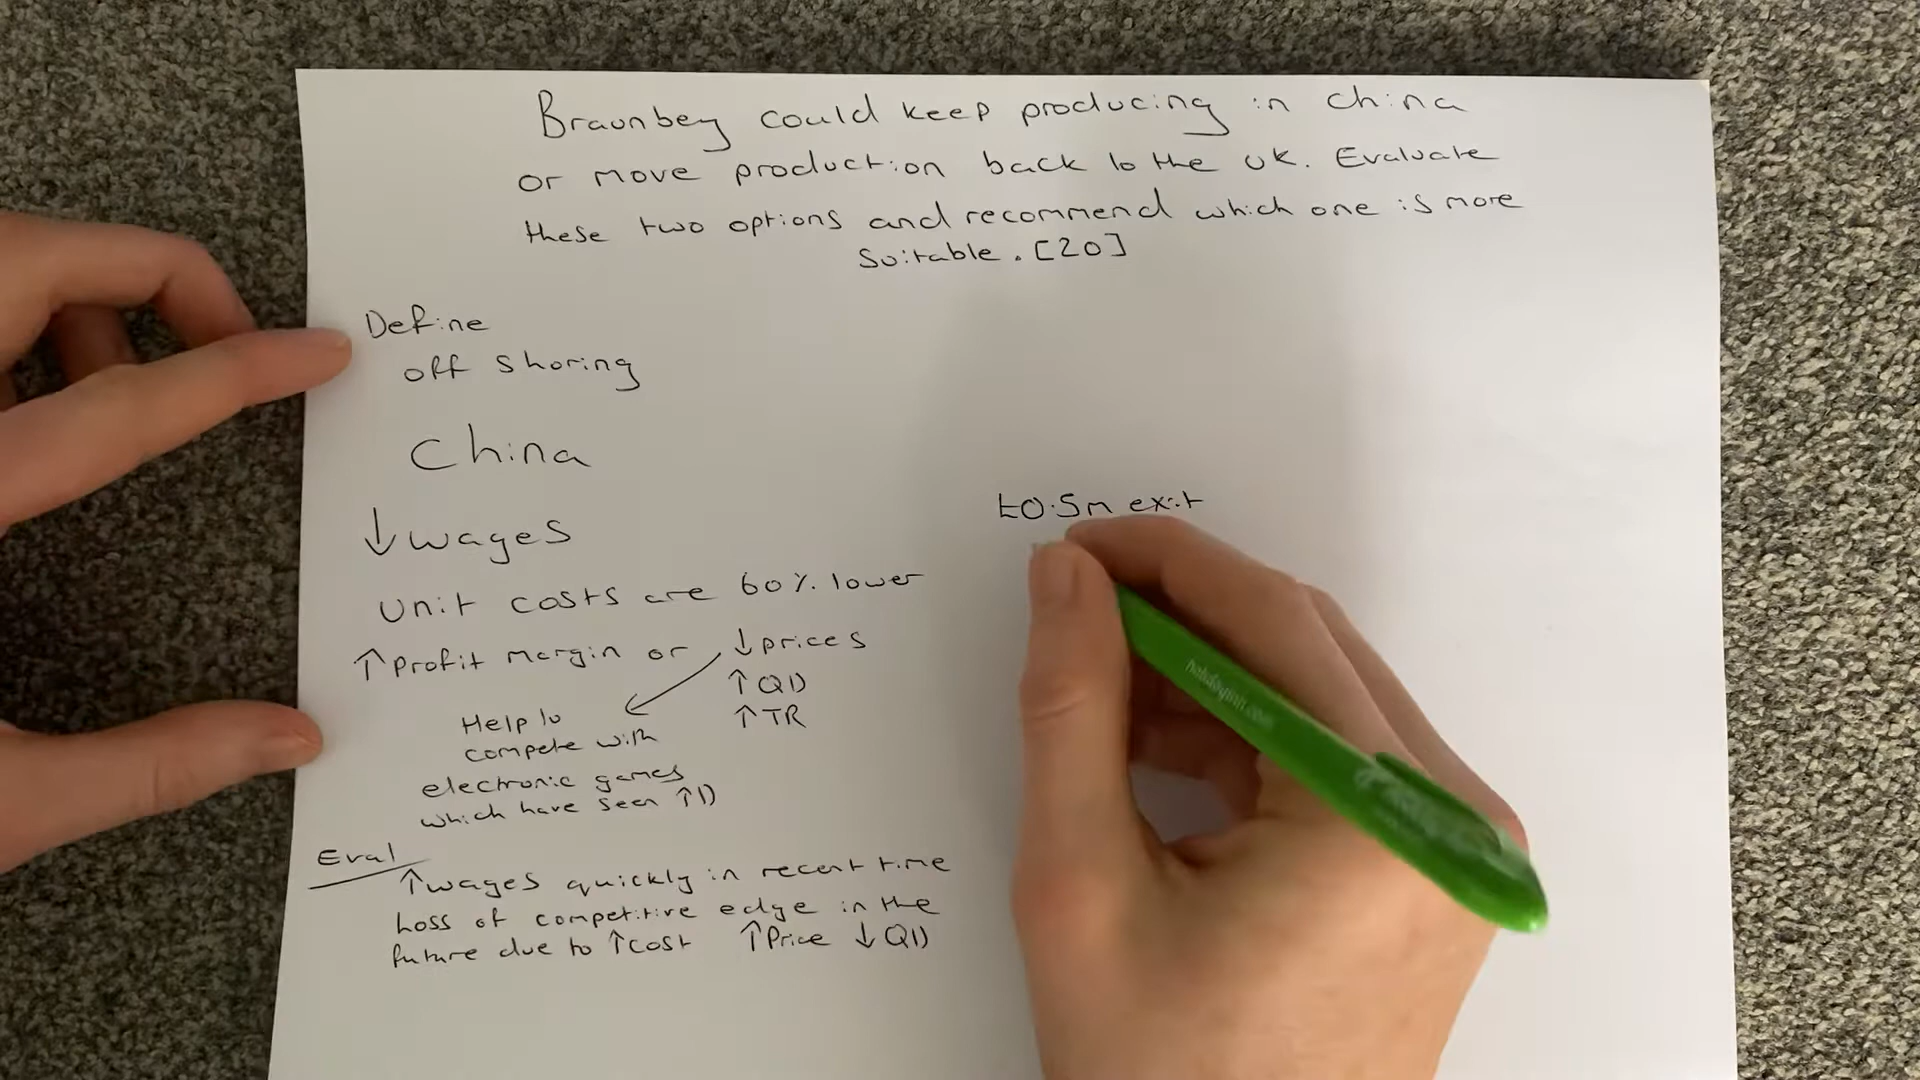 Braunbey could keep producing in China
or move production back to the UK. Evaluate
these two options and recommend which one is more
suitable. [20]
Define
off shoring
China
↓ wages
Unit costs are 60% lower
↑ Profit margin or ↓ prices
↑ QD
↑ TR
Help to
compete with
electronic games
which have seen ↑D
Eval
↑ wages quickly in recent time
Loss of competitive edge in the
future due to ↑ cost ↑ Price ↓ QD
£0.5m exit